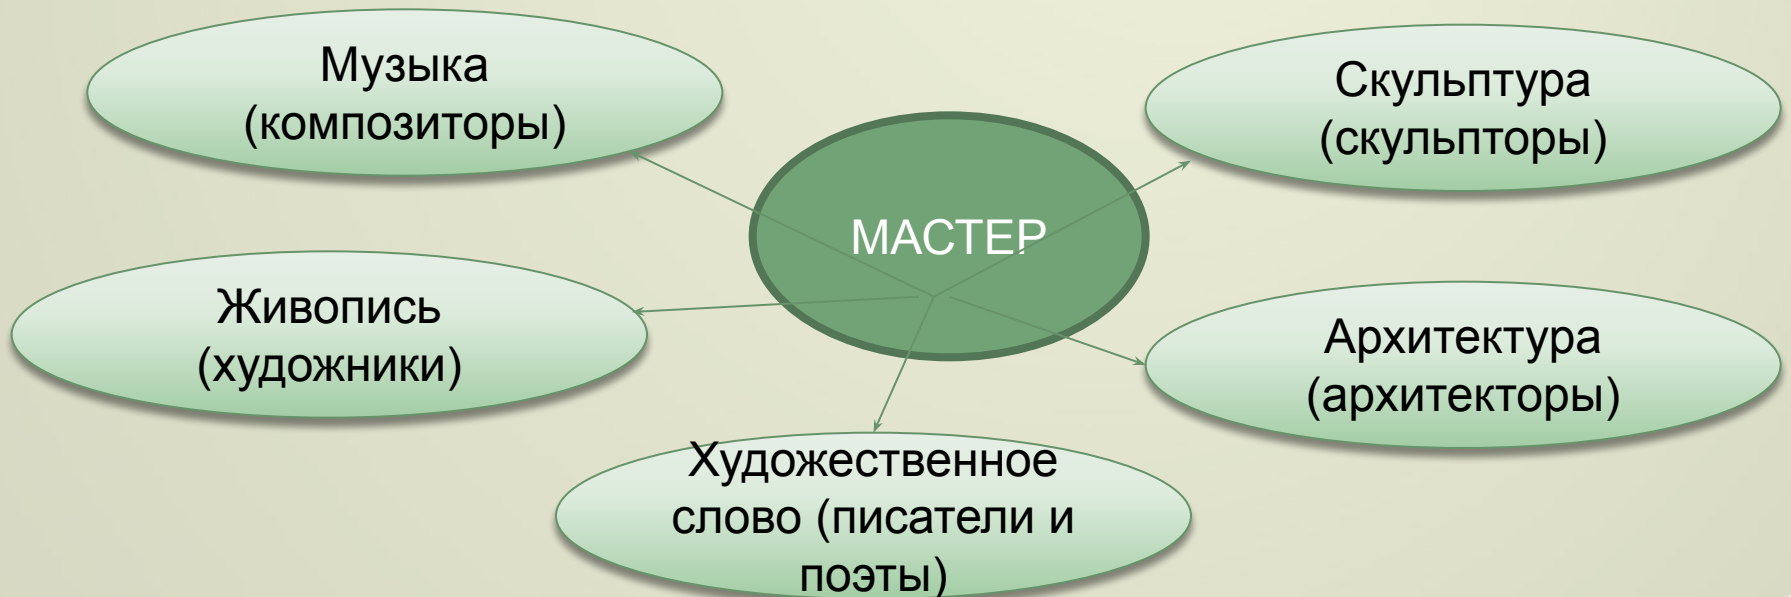 Музыка
(композиторы)
Скульптура
(скульпторы)
МАСТЕР
Живопись
(художники)
Архитектура
(архитекторы)
Художественное
слово (писатели и
поэты)